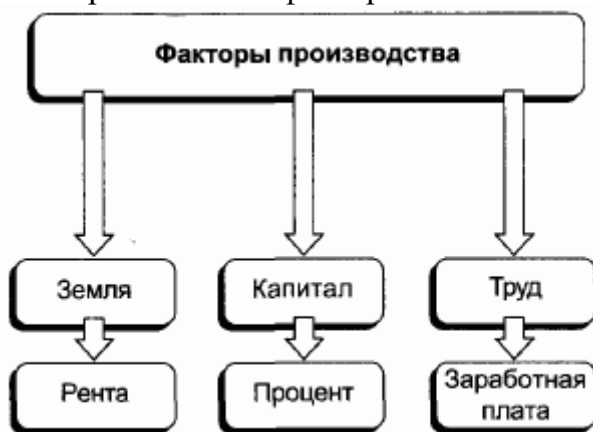 Факторы производства
Земля
Капитал
Труд
Рента
Процент
Заработная
плата